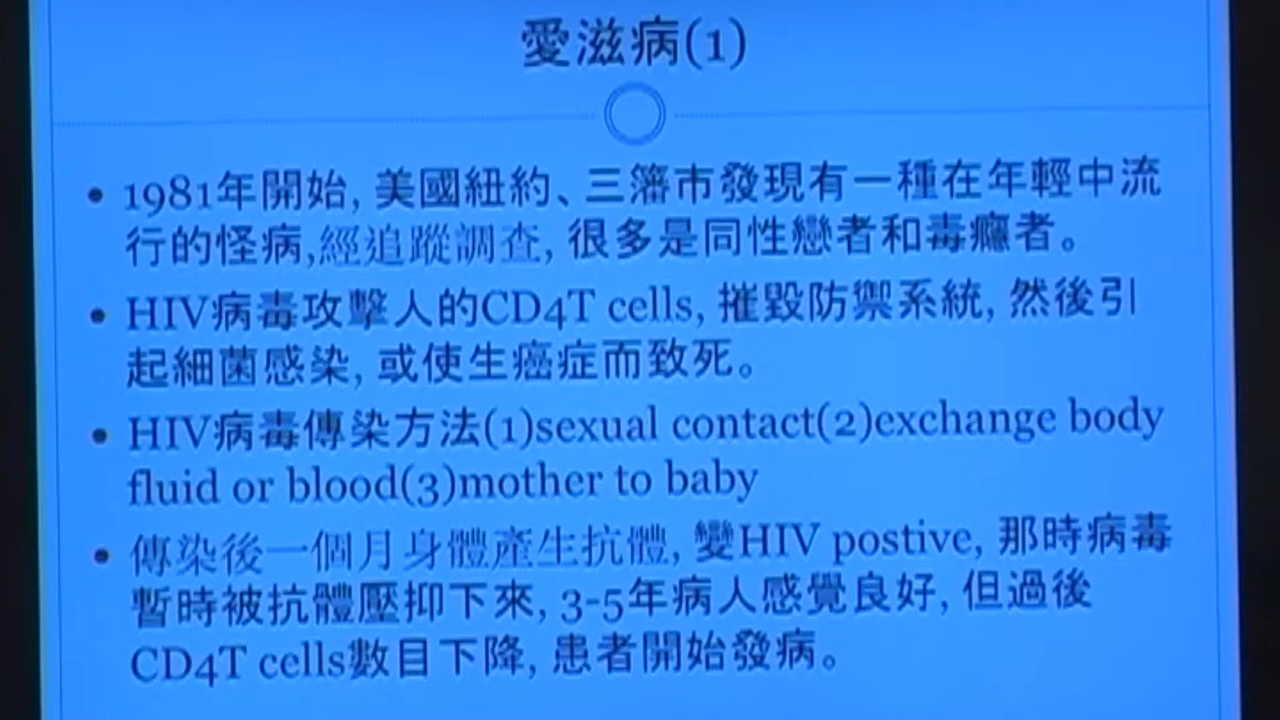 愛滋病(1)
• 1981年開始, 美國紐約、三籓市發現有一種在年輕中流
行的怪病,經追蹤調查, 很多是同性戀者和毒癮者。
• HIV病毒攻擊人的CD4T cells, 摧毀防禦系統, 然後引
起細菌感染, 或使生癌症而致死。
• HIV病毒傳染方法(1)sexual contact(2)exchange body
fluid or blood(3)mother to baby
• 傳染後一個月身體產生抗體, 變HIV postive, 那時病毒
暫時被抗體壓抑下來, 3-5年病人感覺良好, 但過後
CD4T cells數目下降, 患者開始發病。